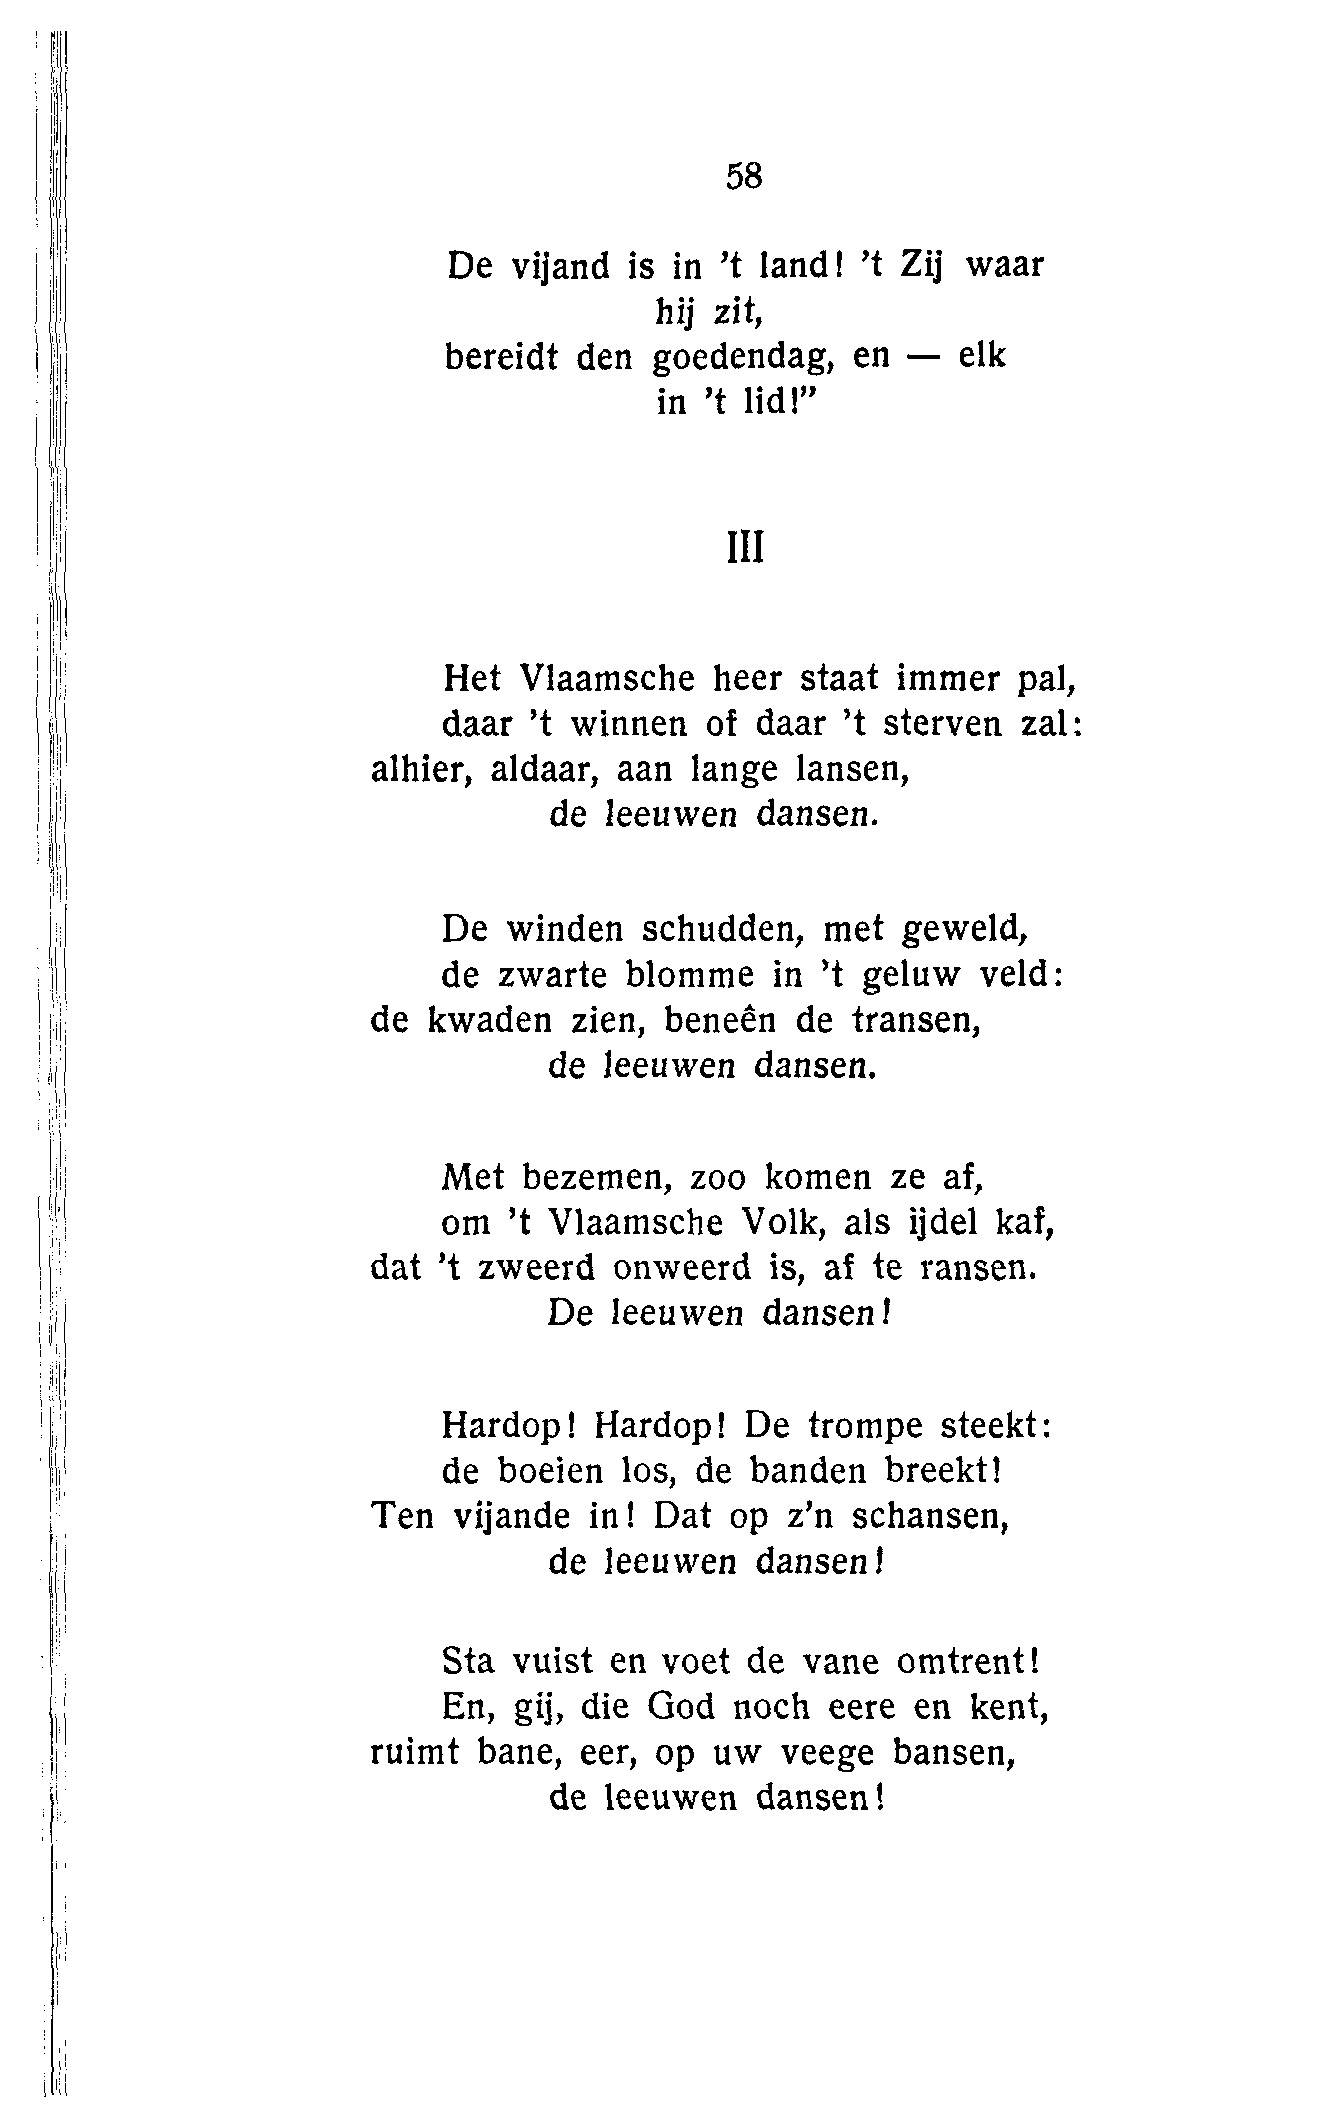 58
De vijand is in 't land! 't Zij waar
hij zit,
bereidt den goedendag, en — elk
in 't lid!”
III
Het Vlaamsche heer staat immer pal,
daar 't winnen of daar 't sterven zal:
alhier, aldaar, aan lange lansen,
de leeuwen dansen.
De winden schudden, met geweld,
de zwarte blomme in 't geluw veld:
de kwaden zien, beneên de transen,
de leeuwen dansen.
Met bezemen, zoo komen ze af,
om 't Vlaamsche Volk, als ijdel kaf,
dat 't zweerd onweerd is, af te ransen.
De leeuwen dansen!
Hardop! Hardop! De trompe steekt:
de boeien los, de banden breekt!
Ten vijande in! Dat op z'n schansen,
de leeuwen dansen!
Sta vuist en voet de vane omtrent!
En, gij, die God noch eere en kent,
ruimt bane, eer, op uw veege bansen,
de leeuwen dansen!